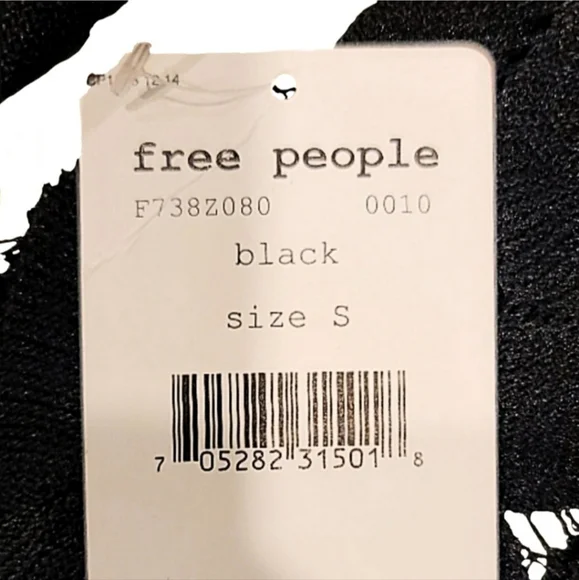 free people
F738Z080 0010
black
size S
7 05282 31501 8